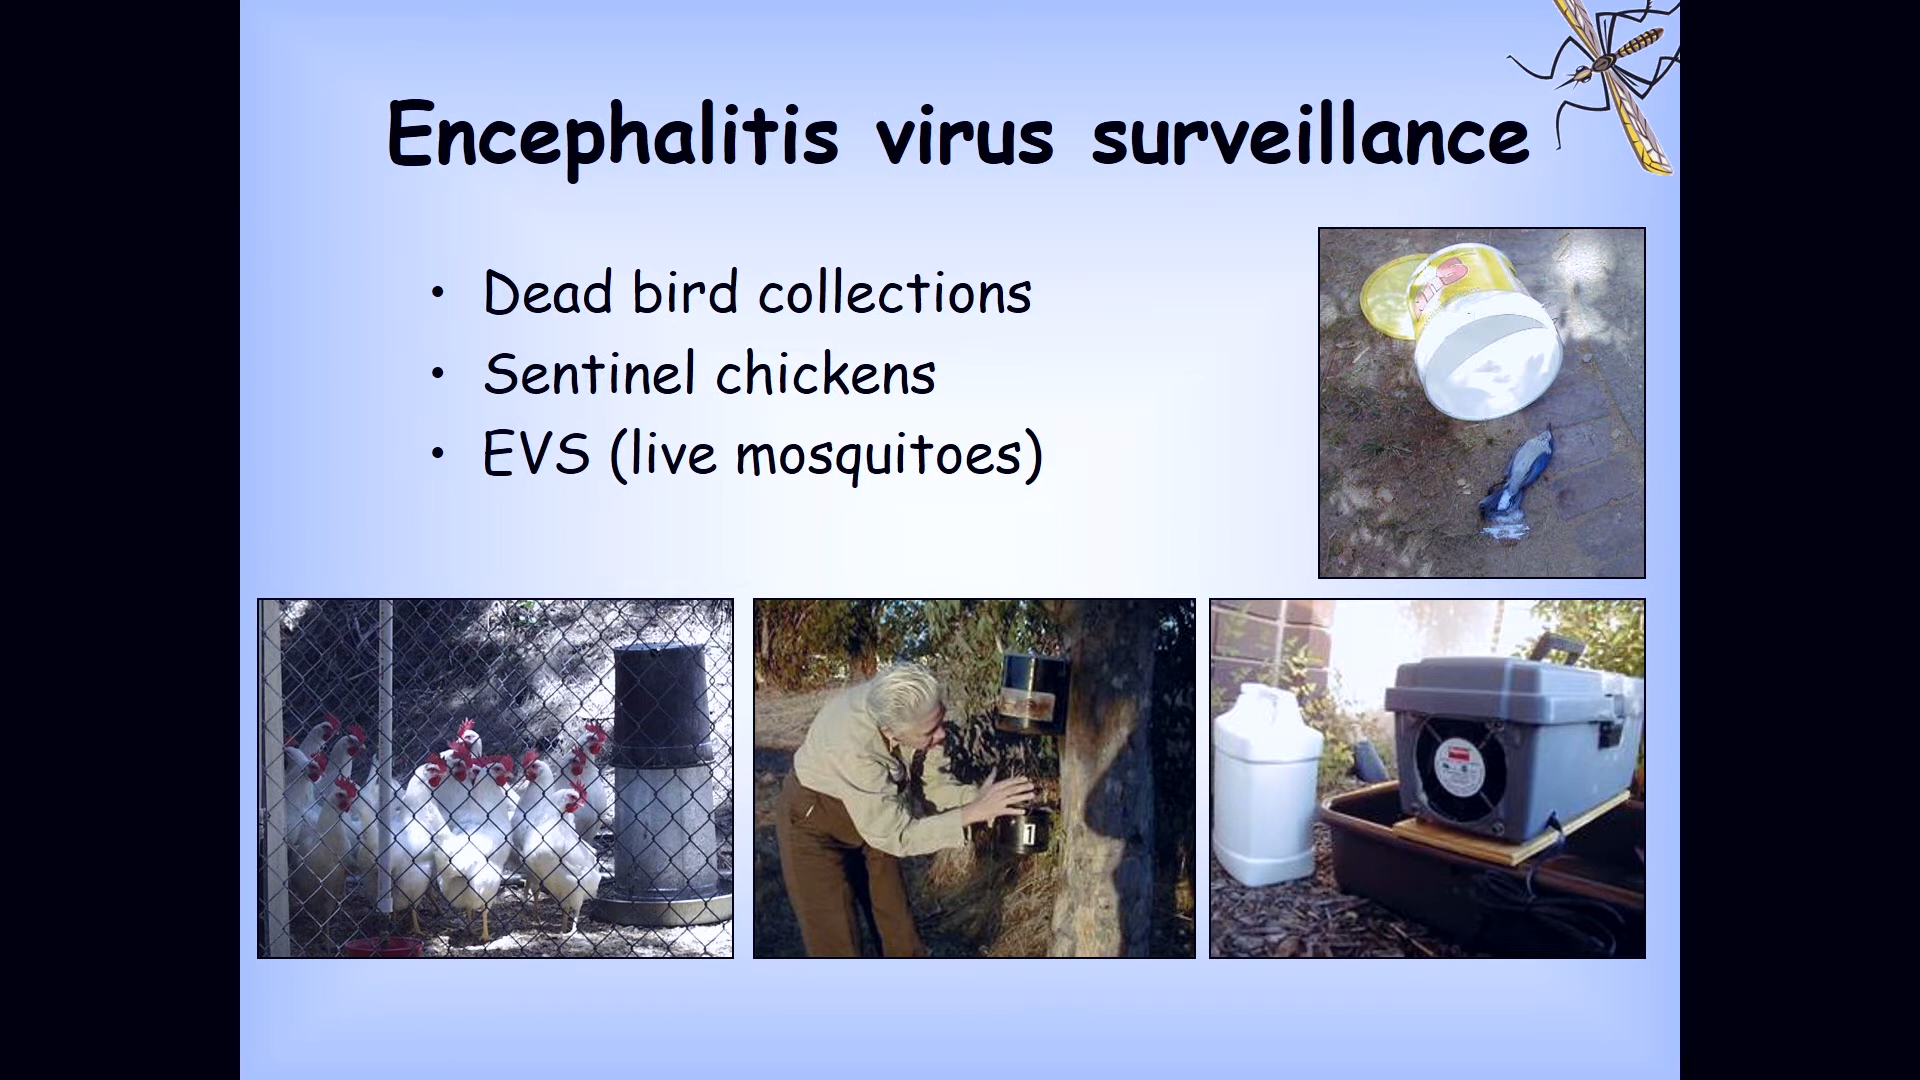 Encephalitis virus surveillance
• Dead bird collections
• Sentinel chickens
• EVS (live mosquitoes)
1